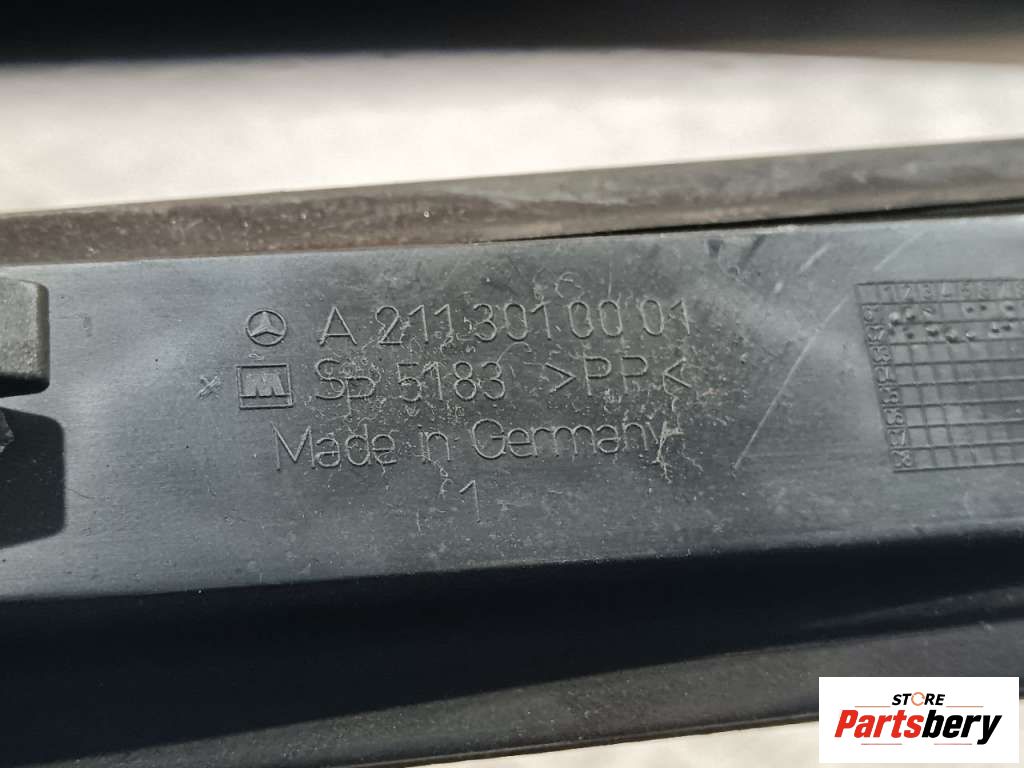 A 211 301 00 01
SP 5183 >PP<
Made in Germany
1
STORE
Partsbery